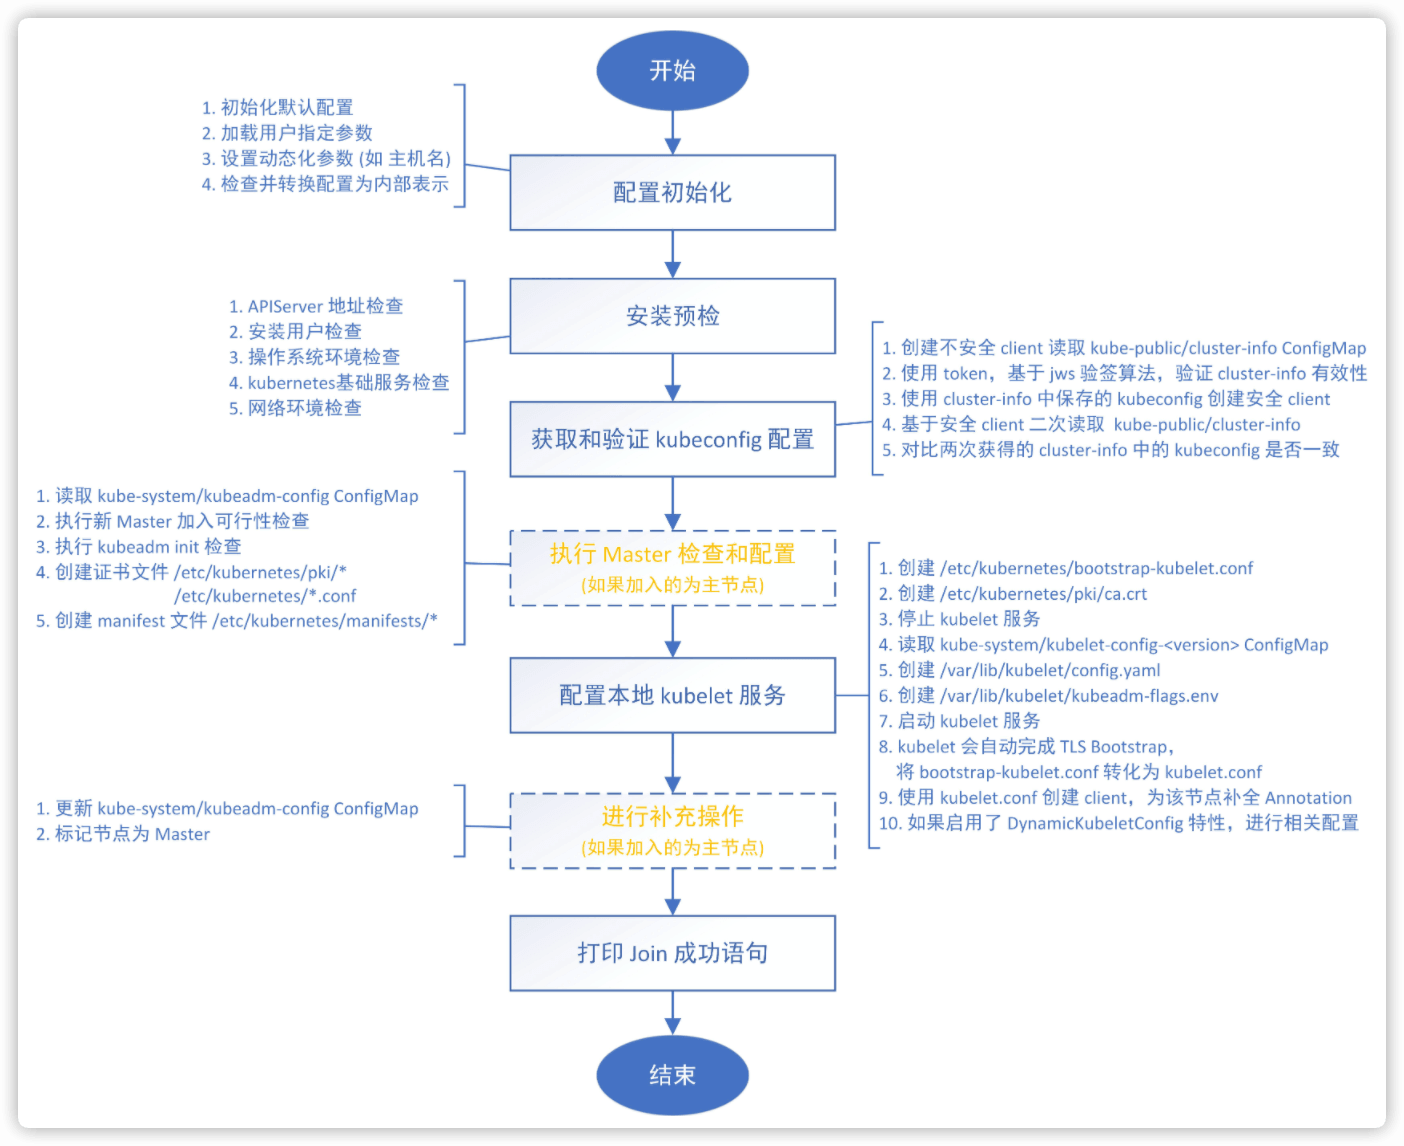 开始
1. 初始化默认配置
2. 加载用户指定参数
3. 设置动态化参数 (如 主机名)
4. 检查并转换配置为内部表示
配置初始化
1. APIServer 地址检查
2. 安装用户检查
3. 操作系统环境检查
4. kubernetes基础服务检查
5. 网络环境检查
安装预检
1. 创建不安全 client 读取 kube-public/cluster-info ConfigMap
2. 使用 token，基于 jws 验签算法，验证 cluster-info 有效性
3. 使用 cluster-info 中保存的 kubeconfig 创建安全 client
4. 基于安全 client 二次读取 kube-public/cluster-info
5. 对比两次获得的 cluster-info 中的 kubeconfig 是否一致
获取和验证 kubeconfig 配置
1. 读取 kube-system/kubeadm-config ConfigMap
2. 执行新 Master 加入可行性检查
3. 执行 kubeadm init 检查
4. 创建证书文件 /etc/kubernetes/pki/*
/etc/kubernetes/*.conf
5. 创建 manifest 文件 /etc/kubernetes/manifests/*
执行 Master 检查和配置
(如果加入的为主节点)
1. 创建 /etc/kubernetes/bootstrap-kubelet.conf
2. 创建 /etc/kubernetes/pki/ca.crt
3. 停止 kubelet 服务
4. 读取 kube-system/kubelet-config-<version> ConfigMap
5. 创建 /var/lib/kubelet/config.yaml
6. 创建 /var/lib/kubelet/kubeadm-flags.env
7. 启动 kubelet 服务
8. kubelet 会自动完成 TLS Bootstrap，
将 bootstrap-kubelet.conf 转化为 kubelet.conf
9. 使用 kubelet.conf 创建 client，为该节点补全 Annotation
10. 如果启用了 DynamicKubeletConfig 特性，进行相关配置
配置本地 kubelet 服务
1. 更新 kube-system/kubeadm-config ConfigMap
2. 标记节点为 Master
进行补充操作
(如果加入的为主节点)
打印 Join 成功语句
结束